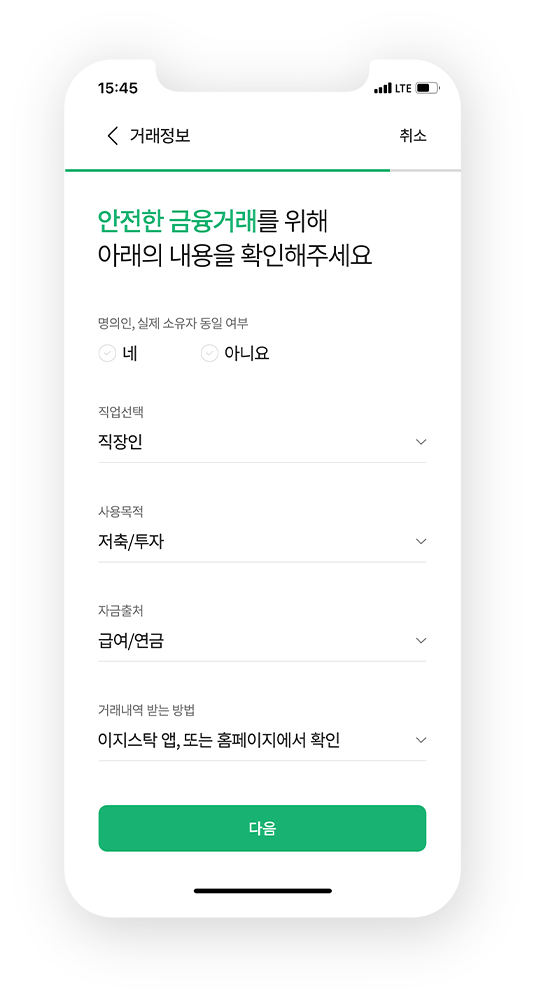 15:45
LTE
거래정보
취소
안전한 금융거래를 위해
아래의 내용을 확인해주세요
명의인, 실제 소유자 동일 여부
네
아니요
직업선택
직장인
사용목적
저축/투자
자금출처
급여/연금
거래내역 받는 방법
이지스탁 앱, 또는 홈페이지에서 확인
다음